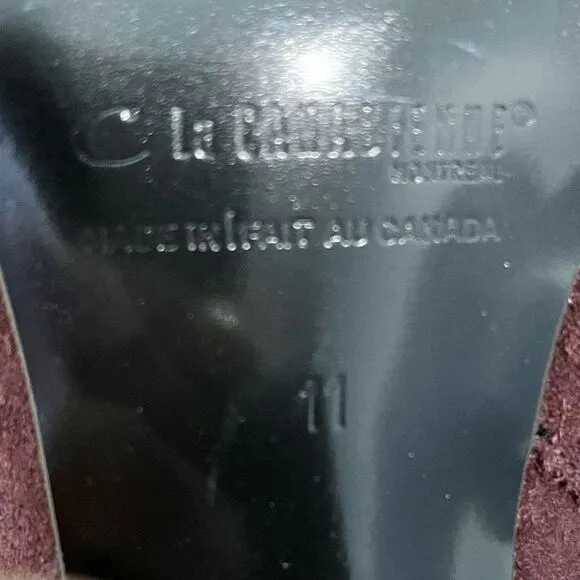 La CANADIENNE®
MONTREAL
MADE IN/FAIT AU CANADA
11